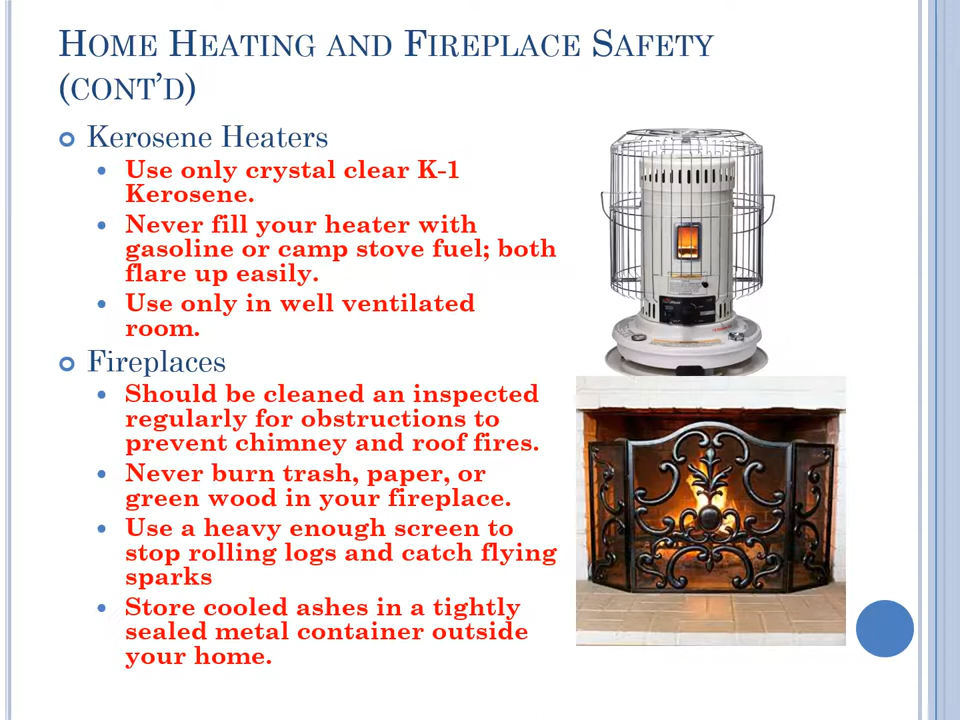 Home Heating and Fireplace Safety
(cont'd)
Kerosene Heaters
Use only crystal clear K-1
Kerosene.
Never fill your heater with
gasoline or camp stove fuel; both
flare up easily.
Use only in well ventilated
room.
Fireplaces
Should be cleaned an inspected
regularly for obstructions to
prevent chimney and roof fires.
Never burn trash, paper, or
green wood in your fireplace.
Use a heavy enough screen to
stop rolling logs and catch flying
sparks
Store cooled ashes in a tightly
sealed metal container outside
your home.